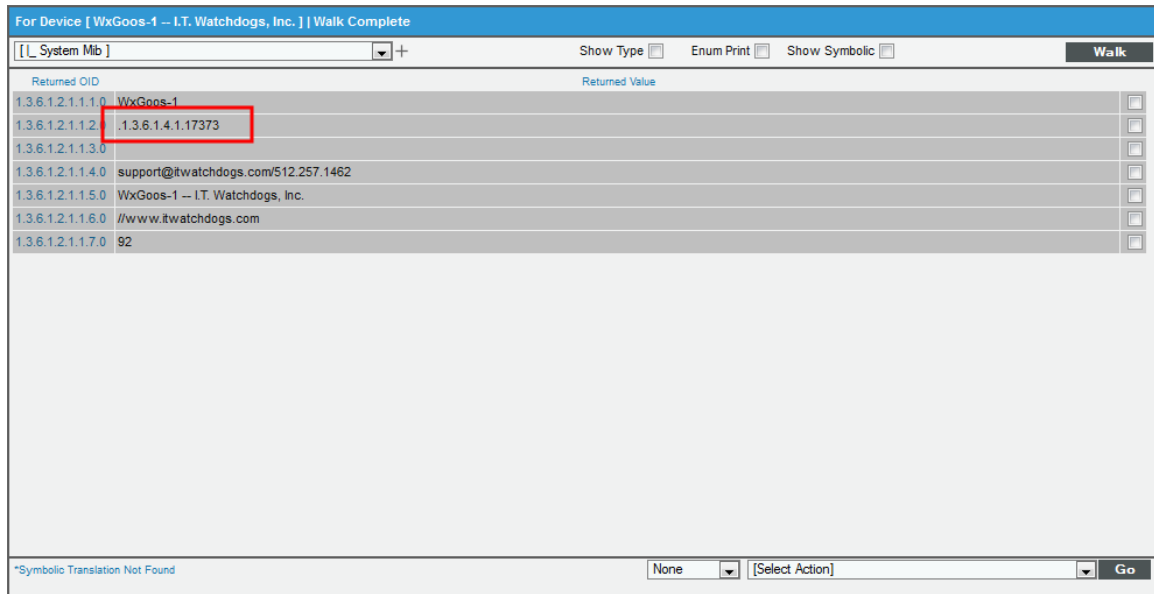 For Device [ WxGoos-1 -- I.T. Watchdogs, Inc. ] | Walk Complete
[ |_ System Mib ] + Show Type Enum Print Show Symbolic Walk
Returned OID Returned Value
1.3.6.1.2.1.1.1.0 WxGoos-1
1.3.6.1.2.1.1.2.0 .1.3.6.1.4.1.17373
1.3.6.1.2.1.1.3.0
1.3.6.1.2.1.1.4.0 support@itwatchdogs.com/512.257.1462
1.3.6.1.2.1.1.5.0 WxGoos-1 -- I.T. Watchdogs, Inc.
1.3.6.1.2.1.1.6.0 //www.itwatchdogs.com
1.3.6.1.2.1.1.7.0 92
*Symbolic Translation Not Found None [Select Action] Go